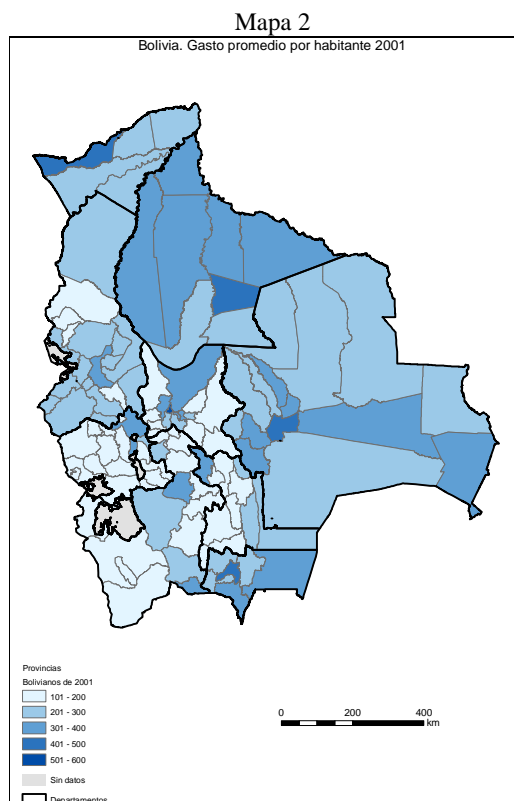 Mapa 2
Bolivia. Gasto promedio por habitante 2001
Provincias
Bolivianos de 2001
101 - 200
201 - 300
301 - 400
401 - 500
501 - 600
Sin datos
Departamentos
0 200 400
km